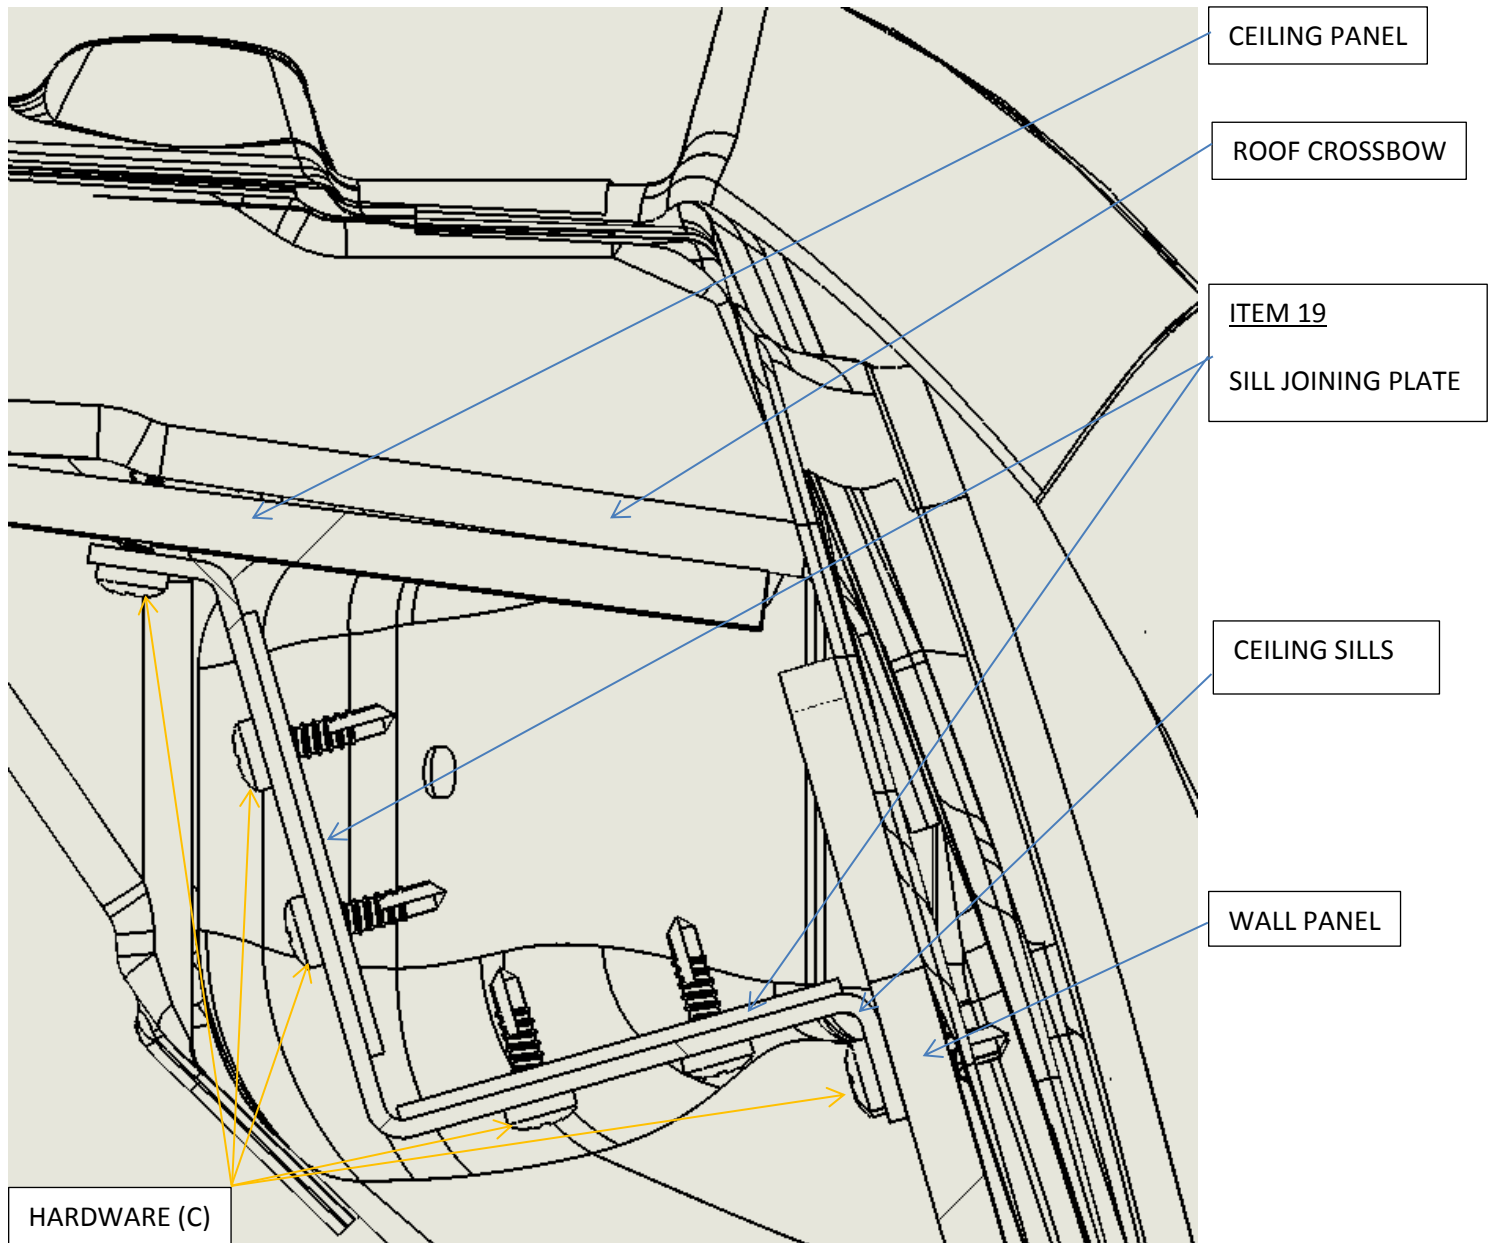 CEILING PANEL
ROOF CROSSBOW
ITEM 19
SILL JOINING PLATE
CEILING SILLS
WALL PANEL
HARDWARE (C)